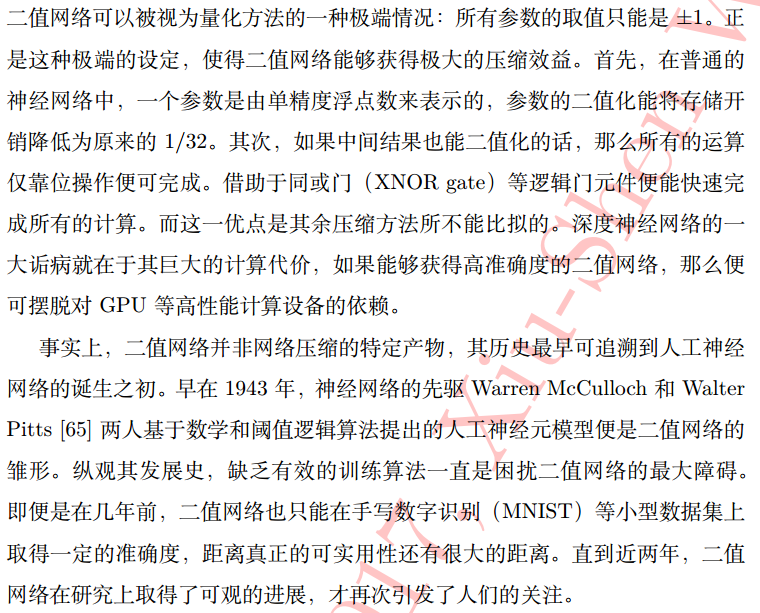 二值网络可以被视为量化方法的一种极端情况：所有参数的取值只能是 ±1。正
是这种极端的设定，使得二值网络能够获得极大的压缩效益。首先，在普通的
神经网络中，一个参数是由单精度浮点数来表示的，参数的二值化能将存储开
销降低为原来的 1/32。其次，如果中间结果也能二值化的话，那么所有的运算
仅靠位操作便可完成。借助于同或门（XNOR gate）等逻辑门元件便能快速完
成所有的计算。而这一优点是其余压缩方法所不能比拟的。深度神经网络的一
大诟病就在于其巨大的计算代价，如果能够获得高准确度的二值网络，那么便
可摆脱对 GPU 等高性能计算设备的依赖。
事实上，二值网络并非网络压缩的特定产物，其历史最早可追溯到人工神经
网络的诞生之初。早在 1943 年，神经网络的先驱 Warren McCulloch 和 Walter
Pitts [65] 两人基于数学和阈值逻辑算法提出的人工神经元模型便是二值网络的
雏形。纵观其发展史，缺乏有效的训练算法一直是困扰二值网络的最大障碍。
即便是在几年前，二值网络也只能在手写数字识别（MNIST）等小型数据集上
取得一定的准确度，距离真正的可实用性还有很大的距离。直到近两年，二值
网络在研究上取得了可观的进展，才再次引发了人们的关注。
2017, Xiu-Shen W